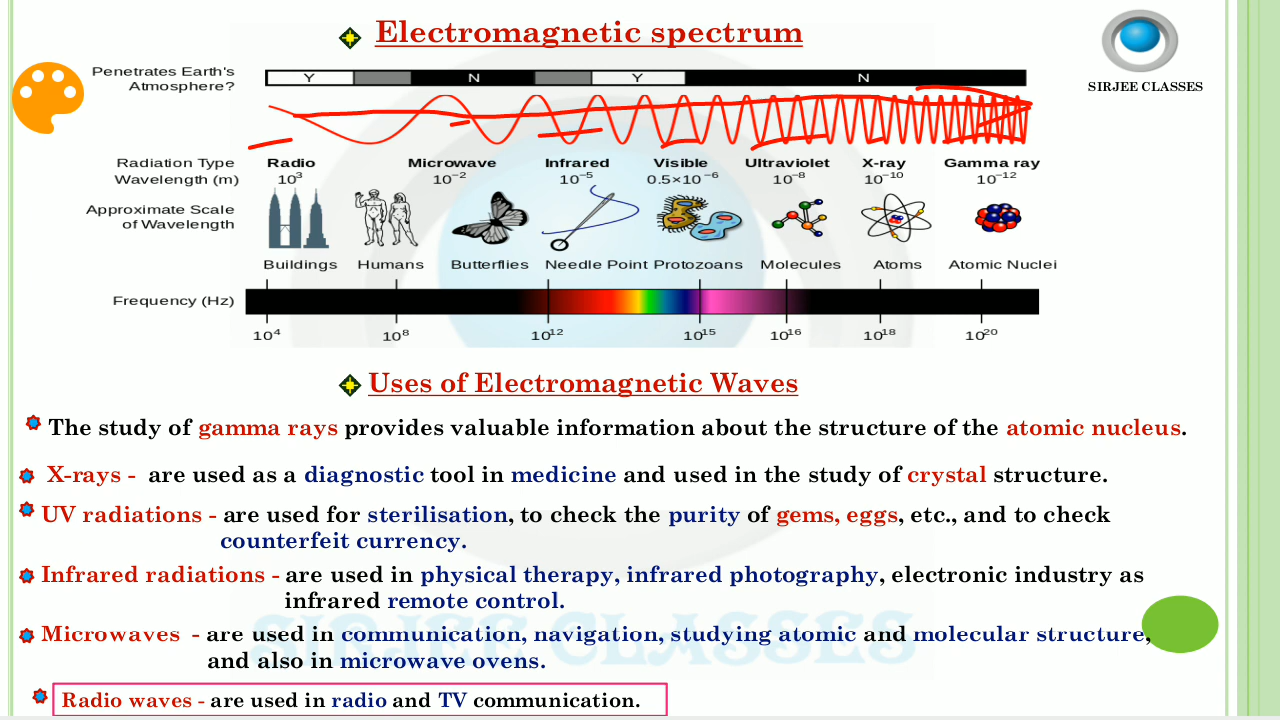 Electromagnetic spectrum
SIRJEE CLASSES
Penetrates Earth's
Atmosphere?
Y N Y N
Radiation Type Radio Microwave Infrared Visible Ultraviolet X-ray Gamma ray
Wavelength (m) 10³ 10⁻² 10⁻⁵ 0.5×10⁻⁶ 10⁻⁸ 10⁻¹⁰ 10⁻¹²
Approximate Scale
of Wavelength
Buildings Humans Butterflies Needle Point Protozoans Molecules Atoms Atomic Nuclei
Frequency (Hz)
10⁴ 10⁸ 10¹² 10¹⁵ 10¹⁶ 10¹⁸ 10²⁰
Uses of Electromagnetic Waves
The study of gamma rays provides valuable information about the structure of the atomic nucleus.
X-rays - are used as a diagnostic tool in medicine and used in the study of crystal structure.
UV radiations - are used for sterilisation, to check the purity of gems, eggs, etc., and to check
counterfeit currency.
Infrared radiations - are used in physical therapy, infrared photography, electronic industry as
infrared remote control.
Microwaves - are used in communication, navigation, studying atomic and molecular structure,
and also in microwave ovens.
SIRJEE CLASSES
Radio waves - are used in radio and TV communication.